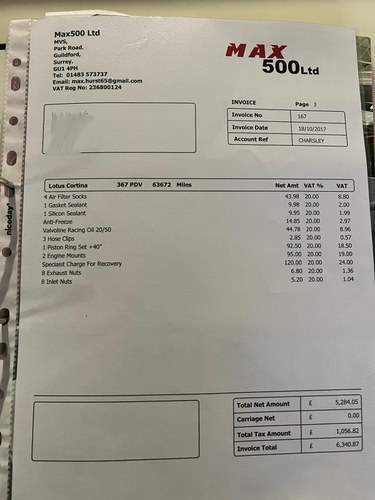 Max500 Ltd
MVS,
Park Road.
Guildford,
Surrey.
GU1 4PH
Tel: 01483 573737
Email: max.hurst65@gmail.com
VAT Reg No: 236800124
MAX
500Ltd
INVOICE Page 3
Invoice No 167
Invoice Date 18/10/2017
Account Ref CHARSLEY
Lotus Cortina 367 PDV 63672 Miles Net Amt VAT % VAT
4 Air Filter Socks 43.98 20.00 8.80
1 Gasket Sealant 9.98 20.00 2.00
1 Silicon Sealant 9.95 20.00 1.99
Anti-Freeze 14.85 20.00 2.97
Valvoline Racing Oil 20/50 44.78 20.00 8.96
3 Hose Clips 2.85 20.00 0.57
1 Piston Ring Set +40" 92.50 20.00 18.50
2 Engine Mounts 95.00 20.00 19.00
Specialst Charge For Recovery 120.00 20.00 24.00
8 Exhaust Nuts 6.80 20.00 1.36
8 Inlet Nuts 5.20 20.00 1.04
Total Net Amount £ 5,284.05
Carriage Net £ 0.00
Total Tax Amount £ 1,056.82
Invoice Total £ 6,340.87
niceday